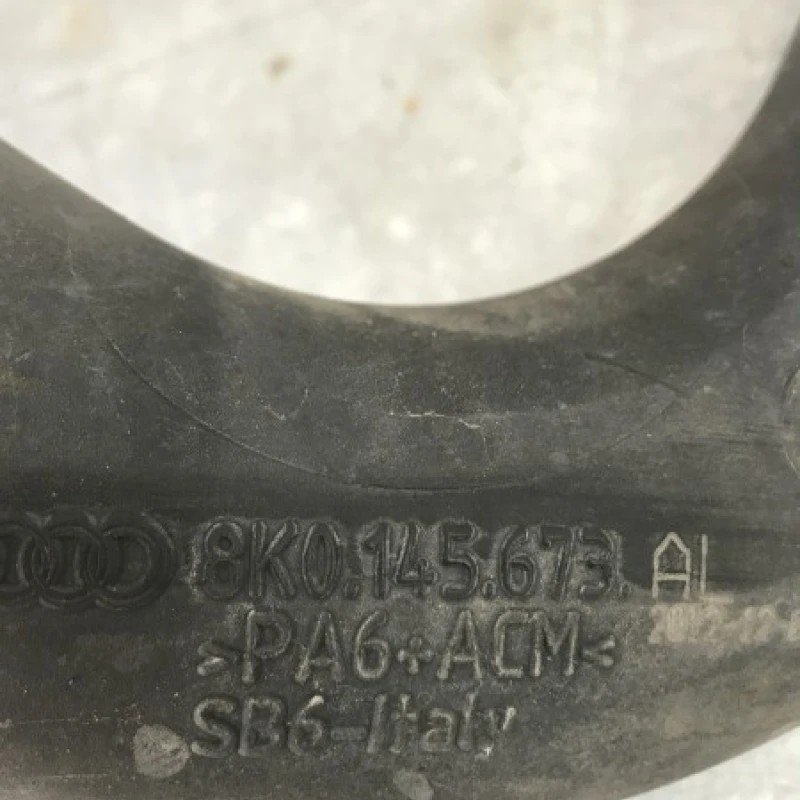 8K0.145.673. AI
>PA6+ACM<
SB6-Italy